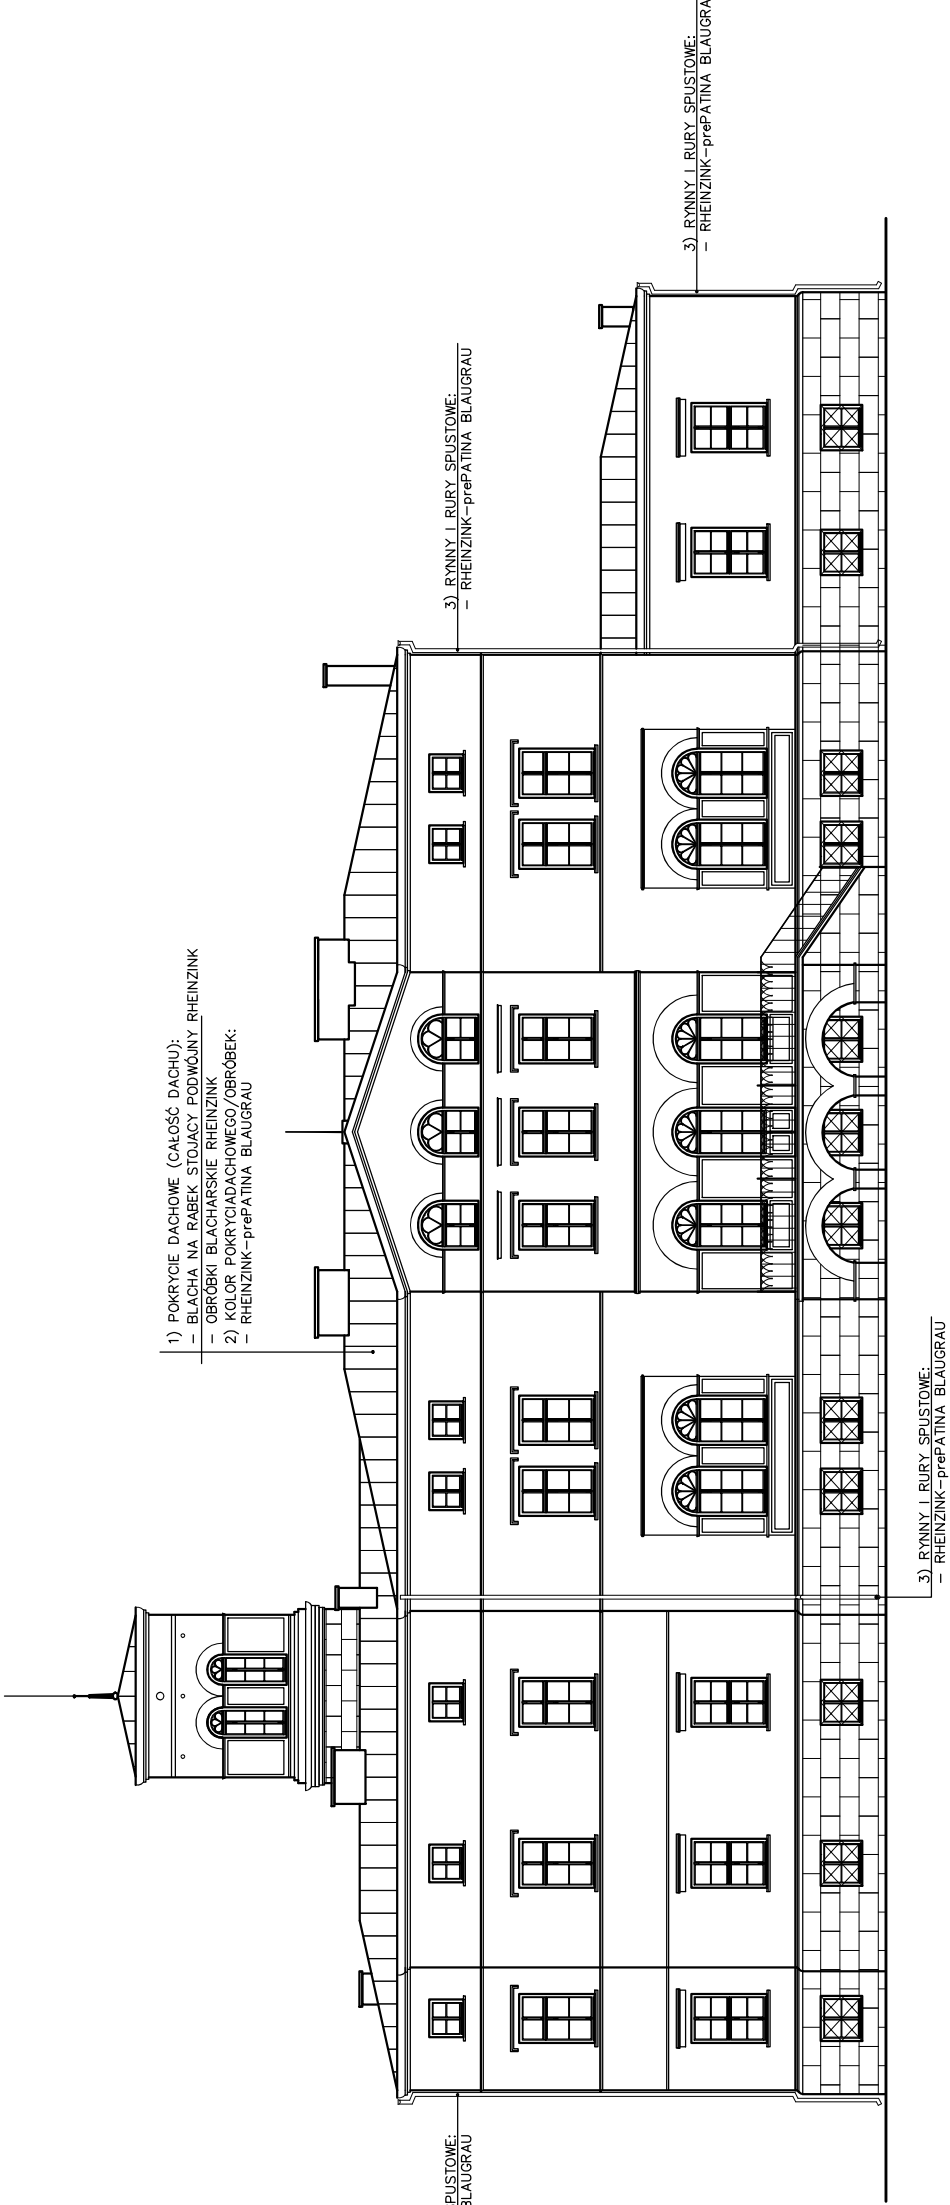 1) POKRYCIE DACHOWE (CAŁOŚĆ DACHU):
– BLACHA NA RĄBEK STOJĄCY PODWÓJNY RHEINZINK
– OBRÓBKI BLACHARSKIE RHEINZINK
2) KOLOR POKRYCIADACHOWEGO/OBRÓBEK:
– RHEINZINK–prePATINA BLAUGRAU
PUSTOWE:
BLAUGRAU
3) RYNNY I RURY SPUSTOWE:
– RHEINZINK–prePATINA BLAUGRAU
3) RYNNY I RURY SPUSTOWE:
– RHEINZINK–prePATINA BLAUGRA
3) RYNNY I RURY SPUSTOWE:
– RHEINZINK–prePATINA BLAUGRAU